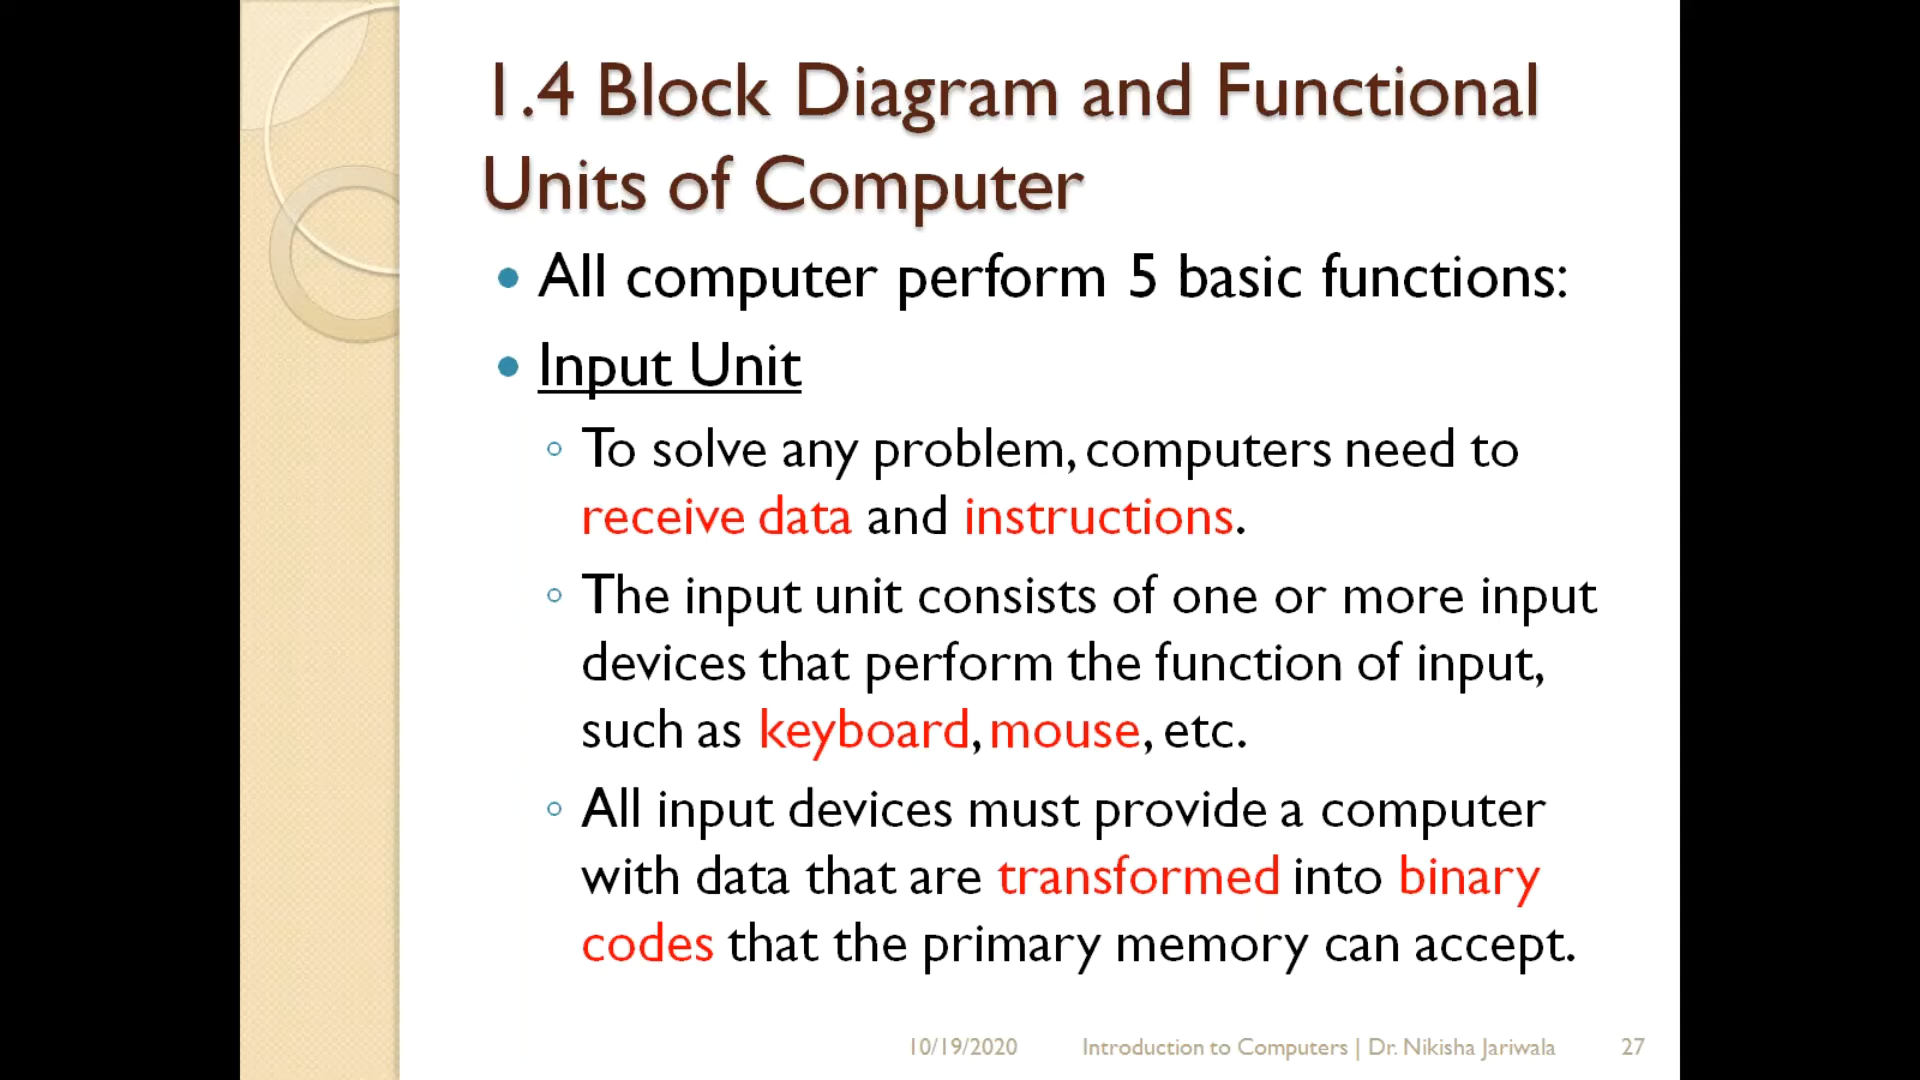 1.4 Block Diagram and Functional
Units of Computer
• All computer perform 5 basic functions:
• Input Unit
◦ To solve any problem, computers need to
receive data and instructions.
◦ The input unit consists of one or more input
devices that perform the function of input,
such as keyboard, mouse, etc.
◦ All input devices must provide a computer
with data that are transformed into binary
codes that the primary memory can accept.
10/19/2020 Introduction to Computers | Dr. Nikisha Jariwala 27